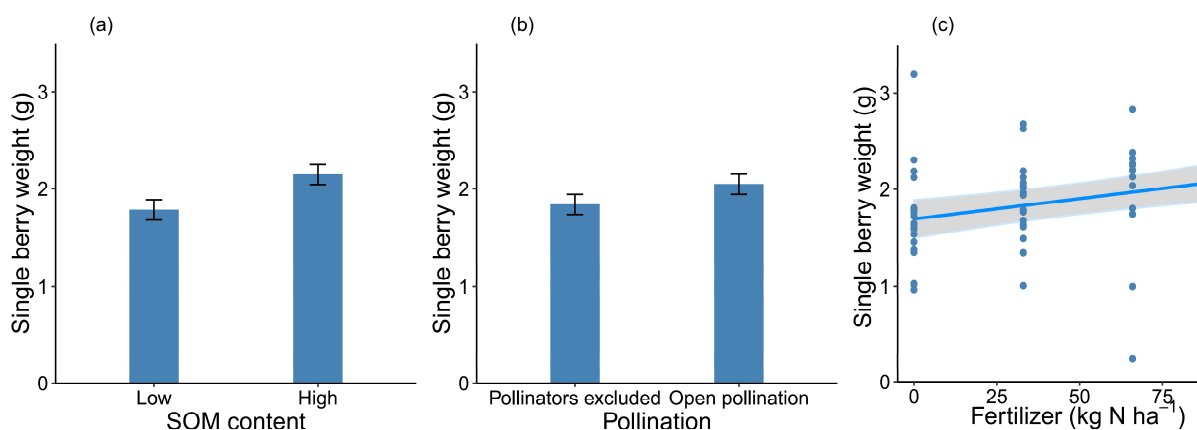 (a)
Single berry weight (g)
3
2
1
0
Low High
SOM content
(b)
Single berry weight (g)
3
2
1
0
Pollinators excluded Open pollination
Pollination
(c)
Single berry weight (g)
3
2
1
0
0 25 50 75
Fertilizer (kg N ha⁻¹)